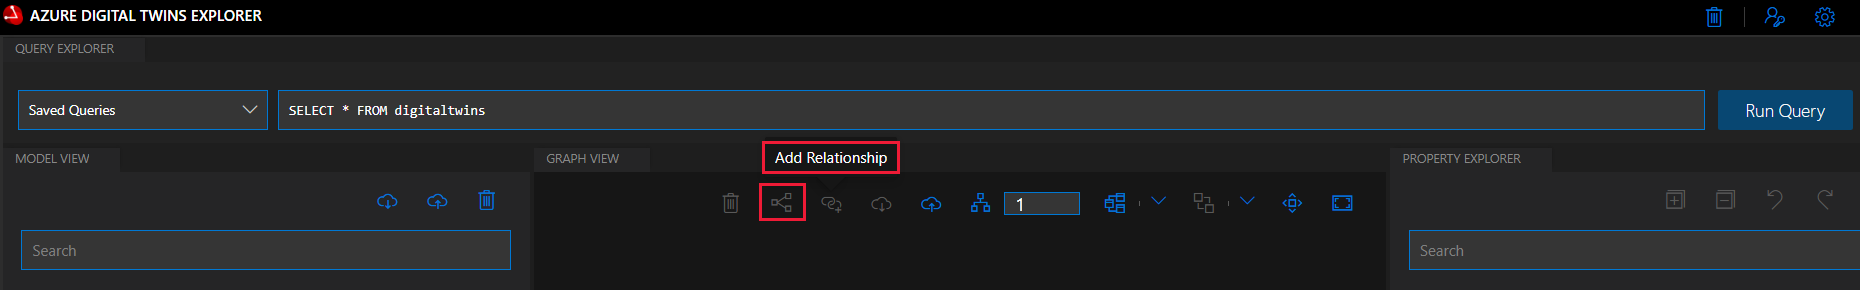 AZURE DIGITAL TWINS EXPLORER
QUERY EXPLORER
Saved Queries
SELECT * FROM digitaltwins
Run Query
MODEL VIEW
GRAPH VIEW
Add Relationship
PROPERTY EXPLORER
1
Search
Search